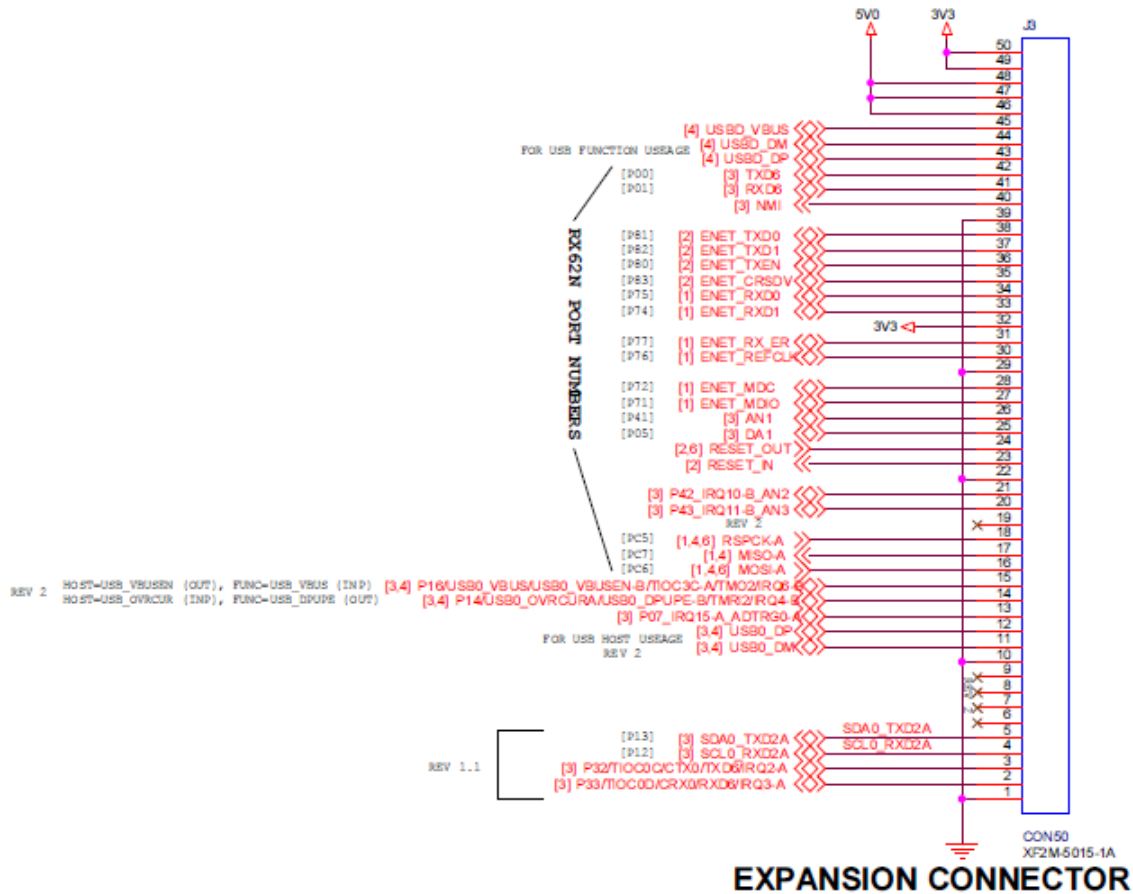 5V0 3V3 J3
50
49
48
47
46
[4] USBD_VBUS 45
[4] USBD_DM 44
FOR USB FUNCTION USEAGE [4] USBD_DP 43
[P00] [3] TXD6 42
[P01] [3] RXD6 41
[3] NMI 40
39
[P81] [2] ENET_TXD0 38
[P82] [2] ENET_TXD1 37
[P80] [2] ENET_TXEN 36
[P83] [2] ENET_CRSDV 35
[P75] [1] ENET_RXD0 34
[P74] [1] ENET_RXD1 33
3V3 32
[P77] [1] ENET_RX_ER 31
[P76] [1] ENET_REFCLK 30
29
[P72] [1] ENET_MDC 28
[P71] [1] ENET_MDIO 27
[P41] [3] AN1 26
[P05] [3] DA1 25
[2,6] RESET_OUT 24
[2] RESET_IN 23
22
[3] P42_IRQ10-B_AN2 21
[3] P43_IRQ11-B_AN3 20
REV 2 19
[PC5] [1,4,6] RSPCK-A 18
[PC7] [1,4] MISO-A 17
[PC6] [1,4,6] MOSI-A 16
RX62N PORT NUMBERS
REV 2 HOST=USB_VBUSEN (OUT), FUNC=USB_VBUS (INP) [3,4] P16/USB0_VBUS/USB0_VBUSEN-B/TIOC3C-A/TMO2/IRQ6-B 15
HOST=USB_OVRCUR (INP), FUNC=USB_DPUPE (OUT) [3,4] P14/USB0_OVRCURA/USB0_DPUPE-B/TMRI2/IRQ4-B 14
[3] P07_IRQ15-A_ADTRG0-A 13
FOR USB HOST USEAGE [3,4] USB0_DP 12
REV 2 [3,4] USB0_DM 11
10
9
8
7
6
REV 2
[P13] [3] SDA0_TXD2A SDA0_TXD2A 5
[P12] [3] SCL0_RXD2A SCL0_RXD2A 4
REV 1.1 [3] P32/TIOC0C/CTX0/TXD6/IRQ2-A 3
[3] P33/TIOC0D/CRX0/RXD6/IRQ3-A 2
1
CON50
XF2M-5015-1A
EXPANSION CONNECTOR